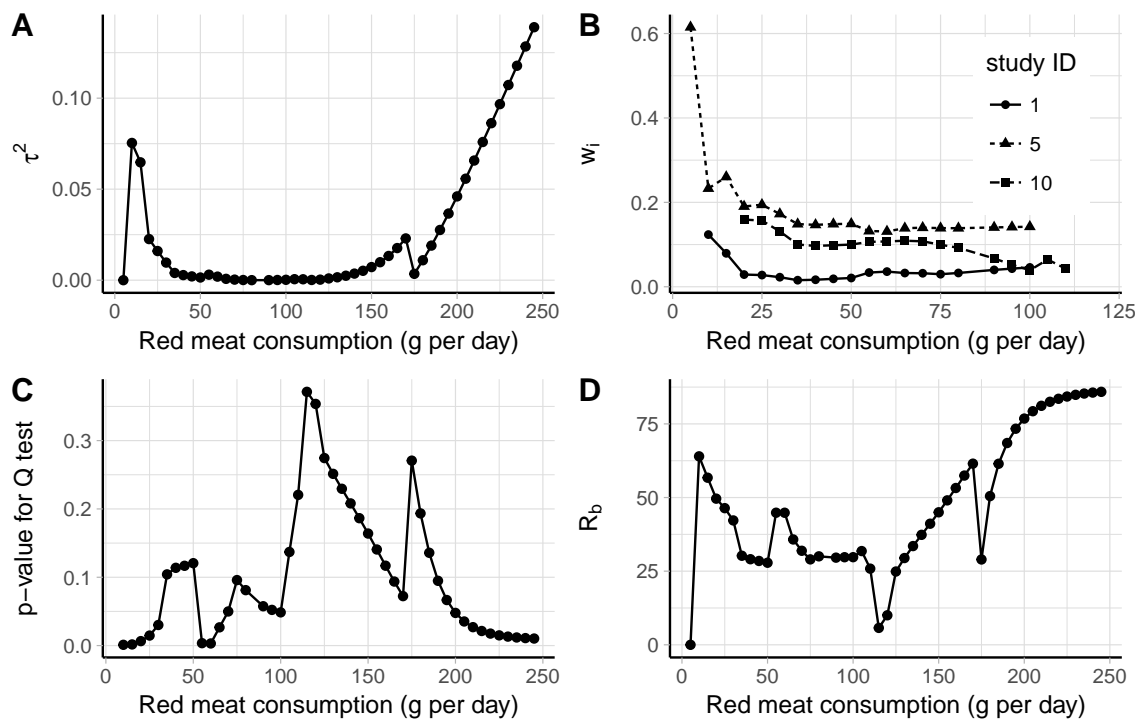 A
0.10
0.05
0.00
τ²
0 50 100 150 200 250
Red meat consumption (g per day)
B
0.6
0.4
0.2
0.0
wᵢ
study ID
1
5
10
0 25 50 75 100 125
Red meat consumption (g per day)
C
0.3
0.2
0.1
0.0
p−value for Q test
0 50 100 150 200 250
Red meat consumption (g per day)
D
75
50
25
0
R_b
0 50 100 150 200 250
Red meat consumption (g per day)